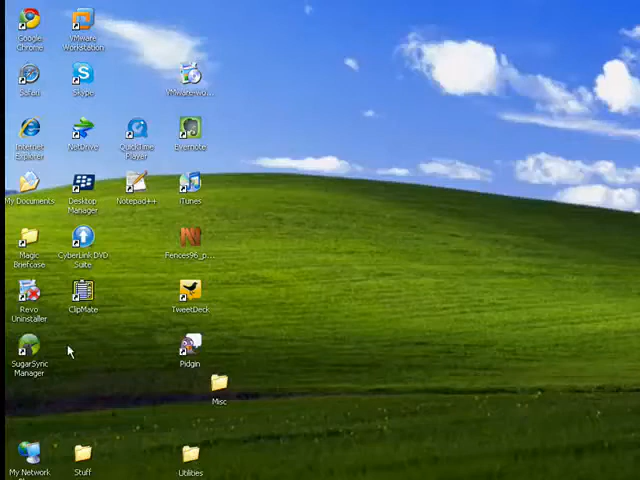 Google
Chrome
VMware
Workstation
Safari
Skype
VMware-wo...
Internet
Explorer
NetDrive
QuickTime
Player
Evernote
My Documents
Desktop
Manager
Notepad++
iTunes
Magic
Briefcase
CyberLink DVD
Suite
Fences96_p...
Revo
Uninstaller
ClipMate
TweetDeck
SugarSync
Manager
Pidgin
Misc
My Network
Stuff
Utilities